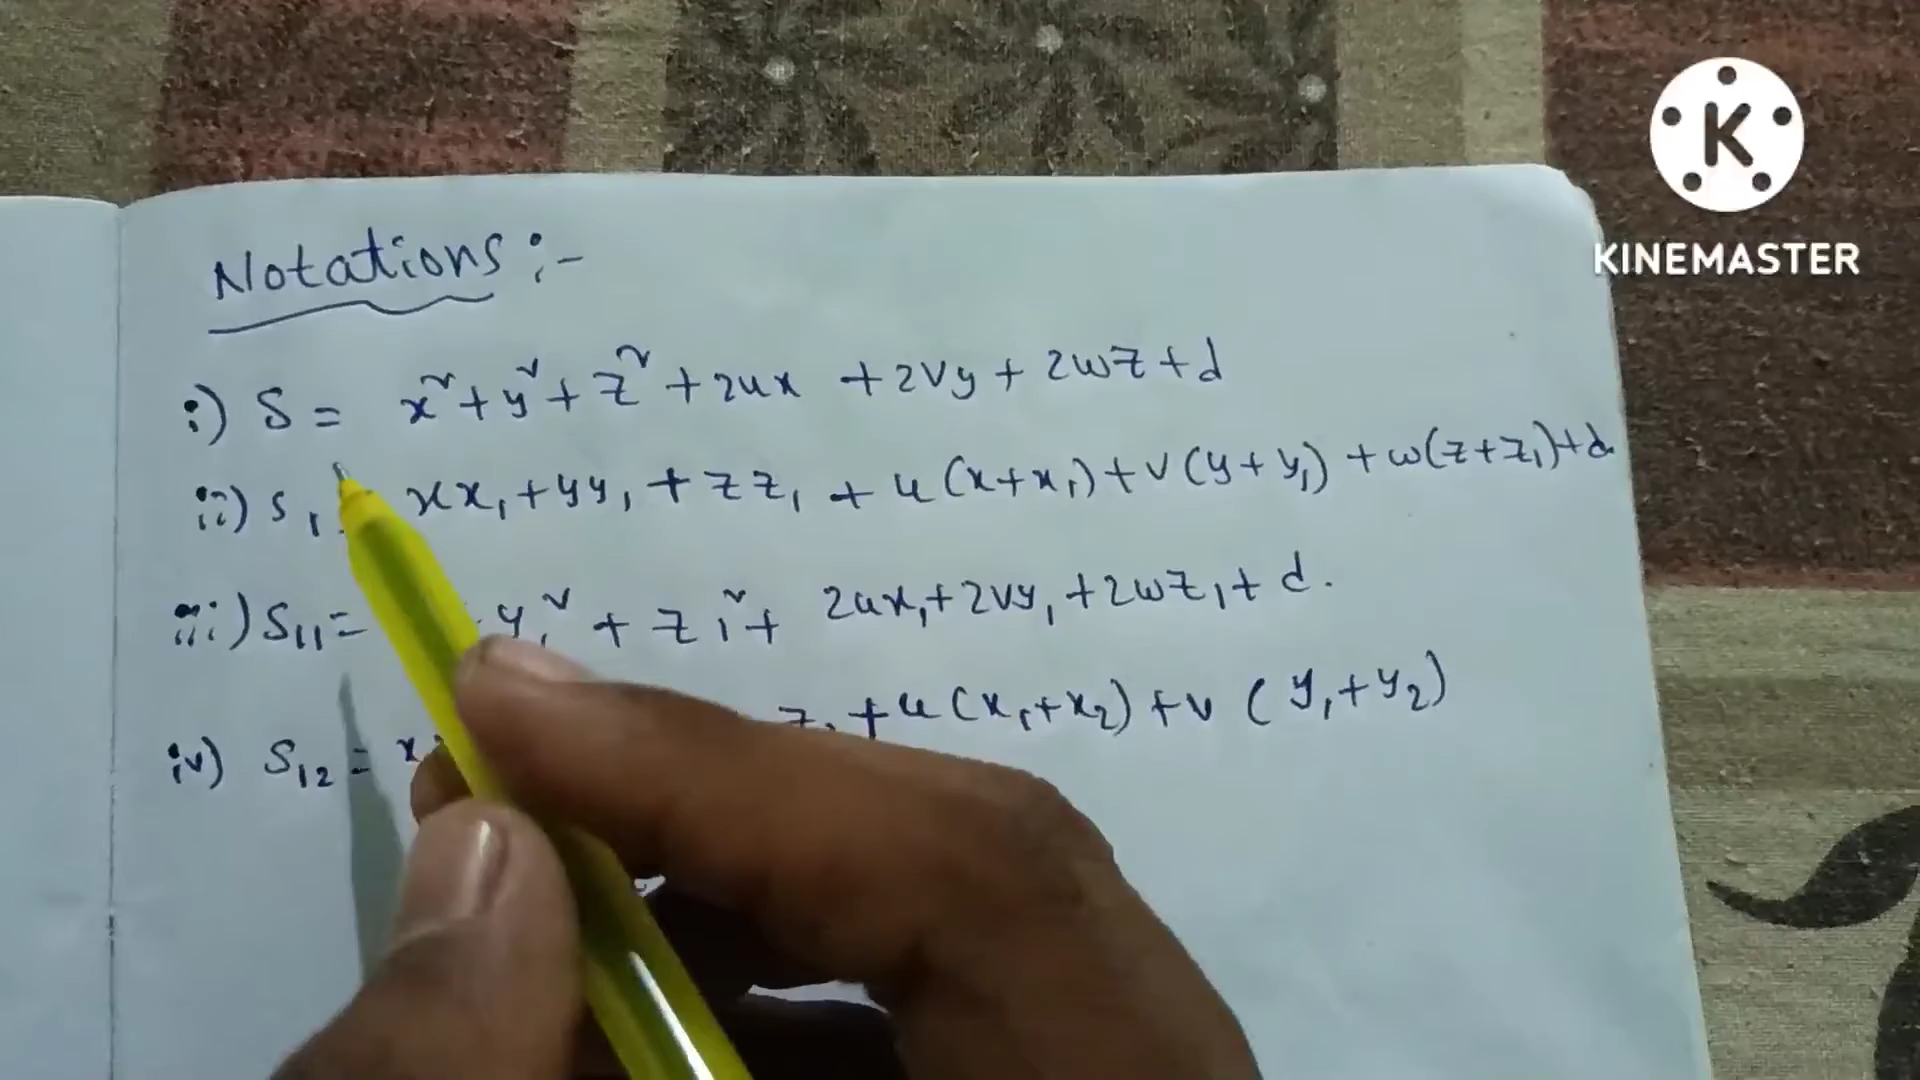 Notations :-
i) S = x² + y² + z² + 2ux + 2vy + 2wz + d
ii) S₁ xx₁ + yy₁ + zz₁ + u(x+x₁) + v(y+y₁) + w(z+z₁) + d
iii) S₁₁ = y₁² + z₁² + 2ux₁ + 2vy₁ + 2wz₁ + d.
iv) S₁₂ = x + u(x₁+x₂) + v(y₁+y₂)
K
KINEMASTER